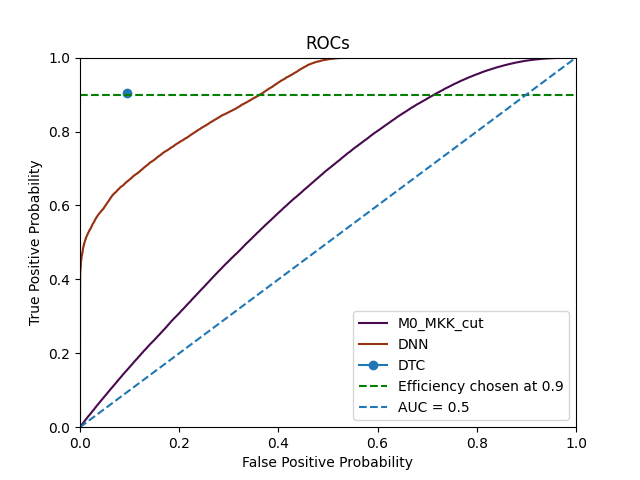 ROCs
True Positive Probability
1.0
0.8
0.6
0.4
0.2
0.0
M0_MKK_cut
DNN
DTC
Efficiency chosen at 0.9
AUC = 0.5
0.0 0.2 0.4 0.6 0.8 1.0
False Positive Probability